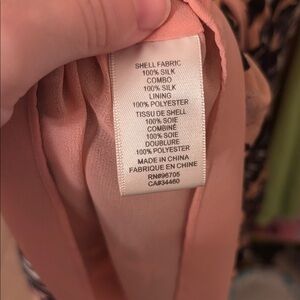 SHELL FABRIC
100% SILK
COMBO
100% SILK
LINING
100% POLYESTER
TISSU DE SHELL
100% SOIE
COMBINÉ
100% SOIE
DOUBLURE
100% POLYESTER
MADE IN CHINA
FABRIQUE EN CHINE
RN#96705
CA#34460